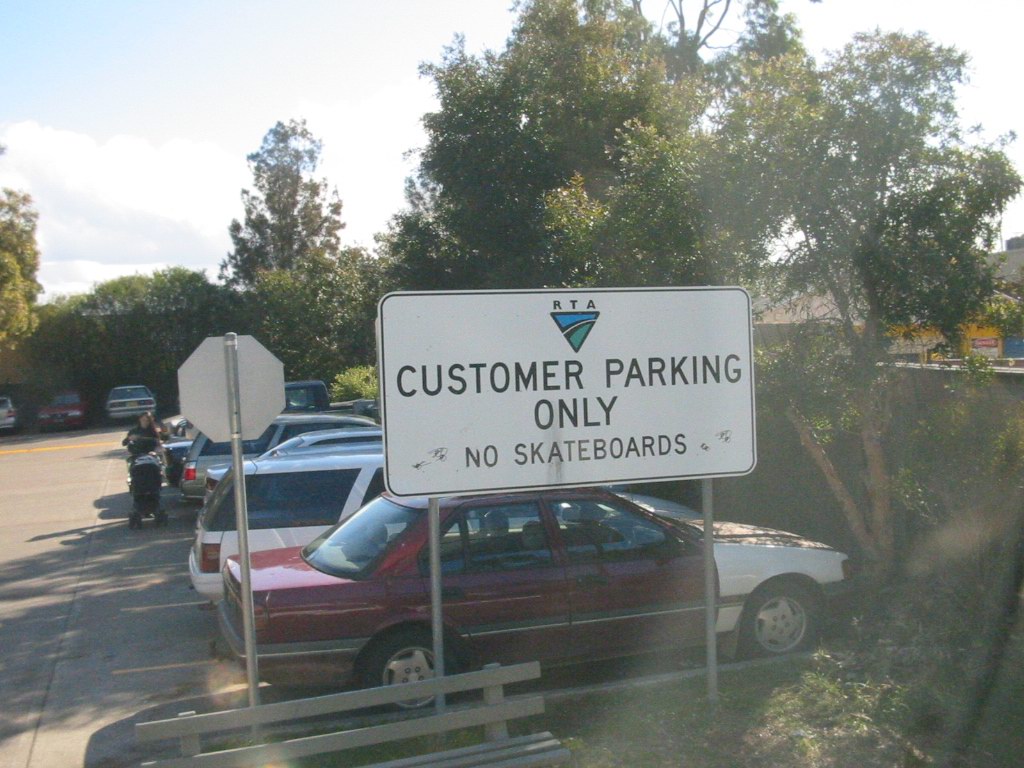 RTA
CUSTOMER PARKING
ONLY
NO SKATEBOARDS